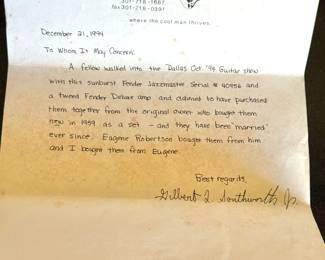 301-718-1667
fax 301-718-0391
where the cool man thrives.
December 21, 1994
To Whom It May Concern:
A fellow walked into the Dallas Oct. '94 Guitar show
with this sunburst Fender Jazzmaster Serial # 40956 and
a tweed Fender Deluxe amp and claimed to have purchased
them together from the original owner who bought them
new in 1959 as a set - and they have been 'married'
ever since. Eugene Robertson bought them from him
and I bought them from Eugene.
Best regards,
Gilbert L. Southworth Jr.